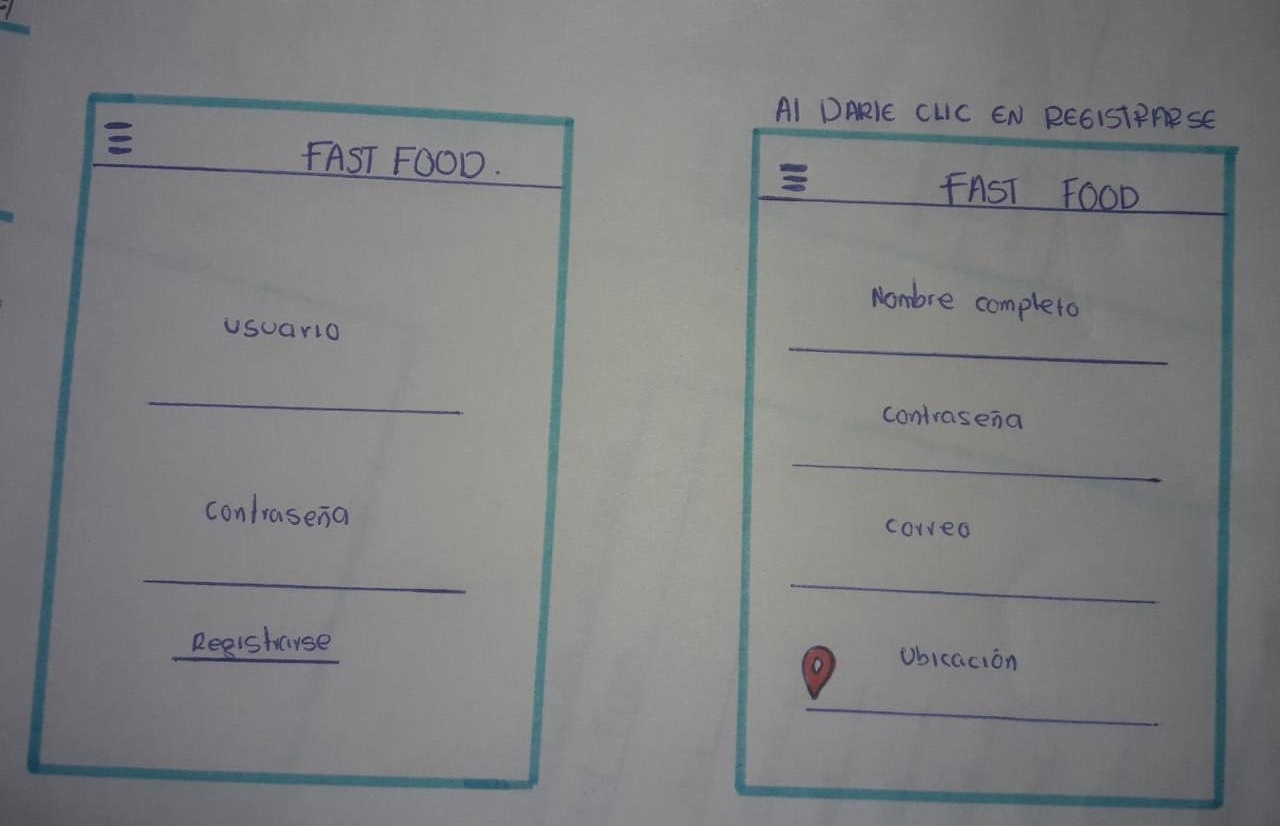 FAST FOOD.
usuario
contraseña
Registrarse
Al DARlE CLIC EN REGISTRARSE
FAST FOOD
Nombre completo
contraseña
correo
Ubicación